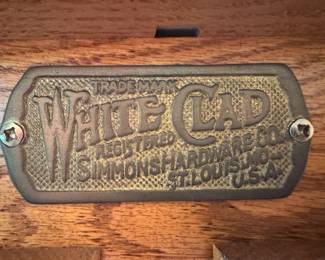 TRADE MARK
WHITE CLAD
REGISTERED
SIMMONS HARDWARE CO.
ST. LOUIS, MO.
U.S.A.